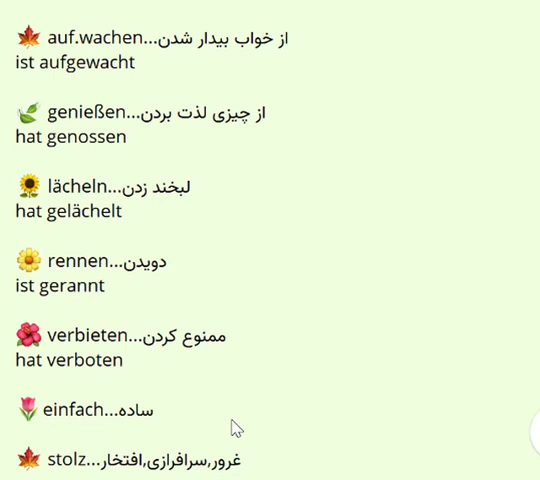 🍁 auf.wachen...از خواب بیدار شدن
ist aufgewacht
🍃 genießen...از چیزی لذت بردن
hat genossen
🌻 lächeln...لبخند زدن
hat gelächelt
🌼 rennen...دویدن
ist gerannt
🌺 verbieten...ممنوع کردن
hat verboten
🌷einfach...ساده
🍁 stolz...غرور,سرافرازی,افتخار